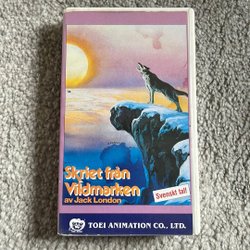 Skriet från
Vildmarken
av Jack London
Svenskt tal!
TOEI ANIMATION CO., LTD.